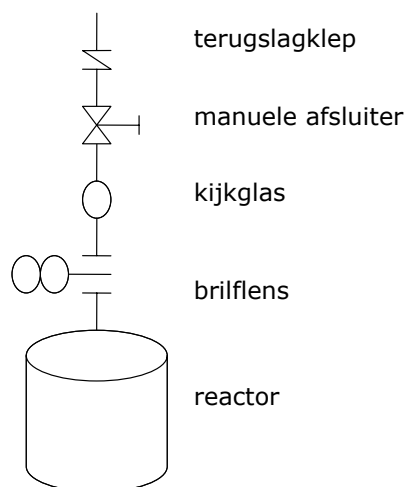 terugslagklep
manuele afsluiter
kijkglas
brilflens
reactor